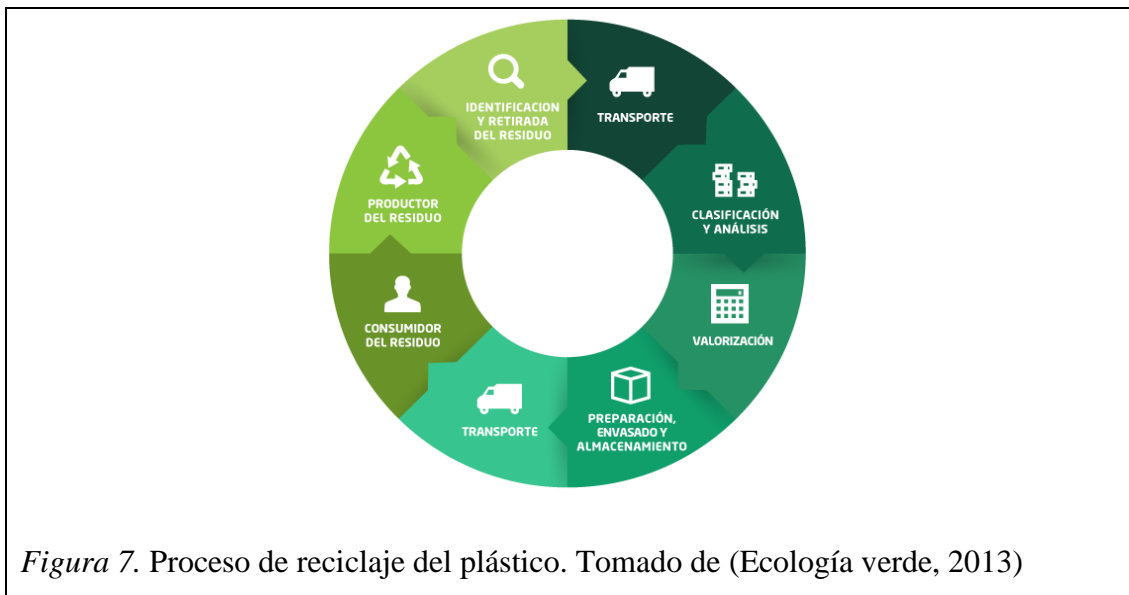 IDENTIFICACION
Y RETIRADA
DEL RESIDUO
TRANSPORTE
CLASIFICACIÓN
Y ANÁLISIS
VALORIZACIÓN
PREPARACIÓN,
ENVASADO Y
ALMACENAMIENTO
TRANSPORTE
CONSUMIDOR
DEL RESIDUO
PRODUCTOR
DEL RESIDUO
Figura 7. Proceso de reciclaje del plástico. Tomado de (Ecología verde, 2013)